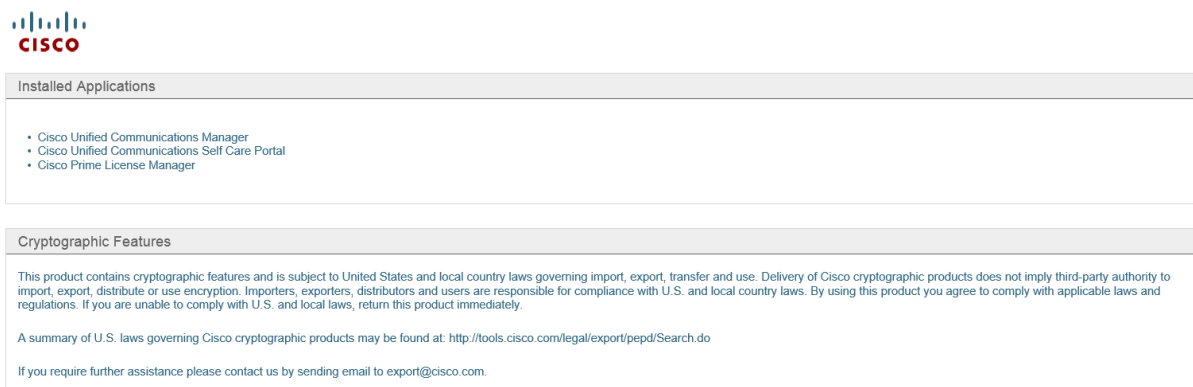 CISCO
Installed Applications
Cisco Unified Communications Manager
Cisco Unified Communications Self Care Portal
Cisco Prime License Manager
Cryptographic Features
This product contains cryptographic features and is subject to United States and local country laws governing import, export, transfer and use. Delivery of Cisco cryptographic products does not imply third-party authority to
import, export, distribute or use encryption. Importers, exporters, distributors and users are responsible for compliance with U.S. and local country laws. By using this product you agree to comply with applicable laws and
regulations. If you are unable to comply with U.S. and local laws, return this product immediately.
A summary of U.S. laws governing Cisco cryptographic products may be found at: http://tools.cisco.com/legal/export/pepd/Search.do
If you require further assistance please contact us by sending email to export@cisco.com.